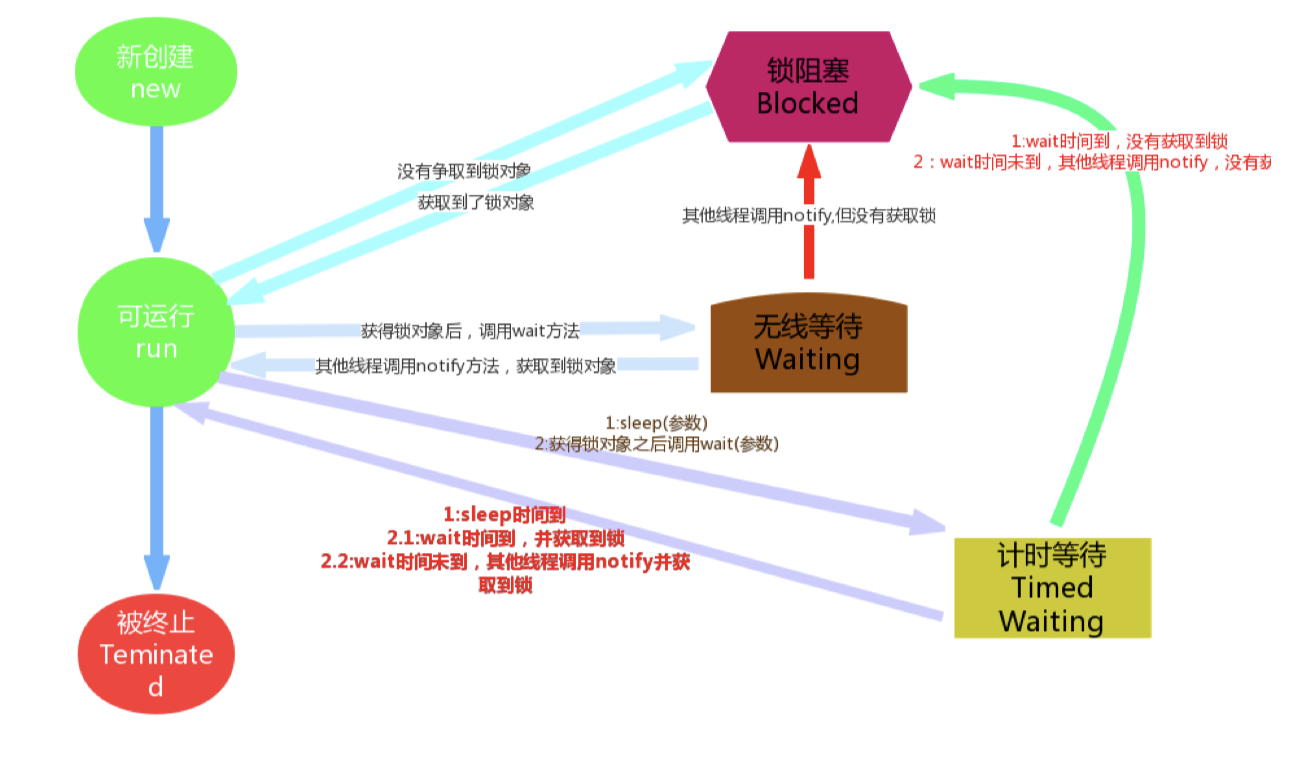 新创建
new
锁阻塞
Blocked
1:wait时间到，没有获取到锁
2：wait时间未到，其他线程调用notify，没有
没有争取到锁对象
获取到了锁对象
其他线程调用notify,但没有获取锁
可运行
run
获得锁对象后，调用wait方法
其他线程调用notify方法，获取到锁对象
无线等待
Waiting
1:sleep(参数)
2:获得锁对象之后调用wait(参数)
1:sleep时间到
2.1:wait时间到，并获取到锁
2.2:wait时间未到，其他线程调用notify并获
取到锁
计时等待
Timed
Waiting
被终止
Teminate
d